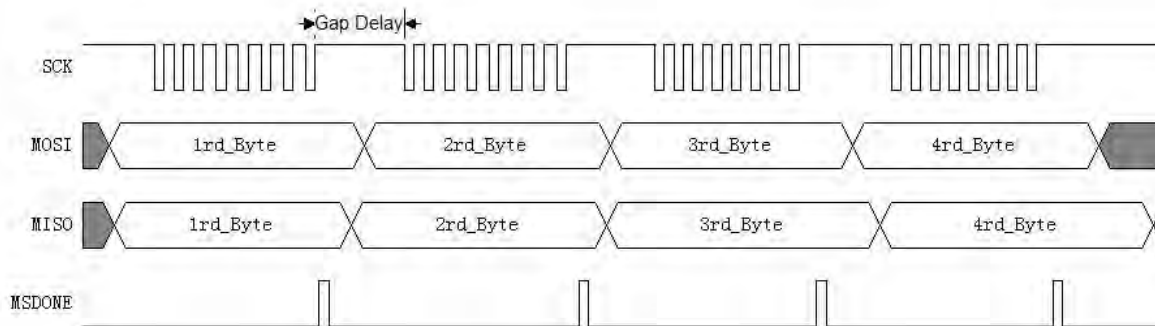 Gap Delay
SCK
MOSI 1rd_Byte 2rd_Byte 3rd_Byte 4rd_Byte
MISO 1rd_Byte 2rd_Byte 3rd_Byte 4rd_Byte
MSDONE